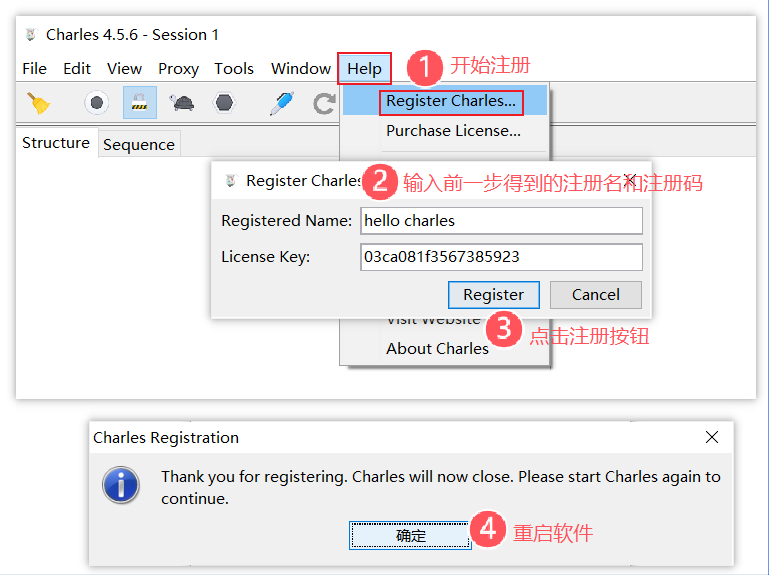 Charles 4.5.6 - Session 1
File Edit View Proxy Tools Window Help
1 开始注册
Register Charles...
Purchase License...
Structure Sequence
Register Charles
2 输入前一步得到的注册名和注册码
Registered Name: hello charles
License Key: 03ca081f3567385923
Register Cancel
Visit Website
3 点击注册按钮
About Charles
Charles Registration
Thank you for registering. Charles will now close. Please start Charles again to
continue.
确定 4 重启软件